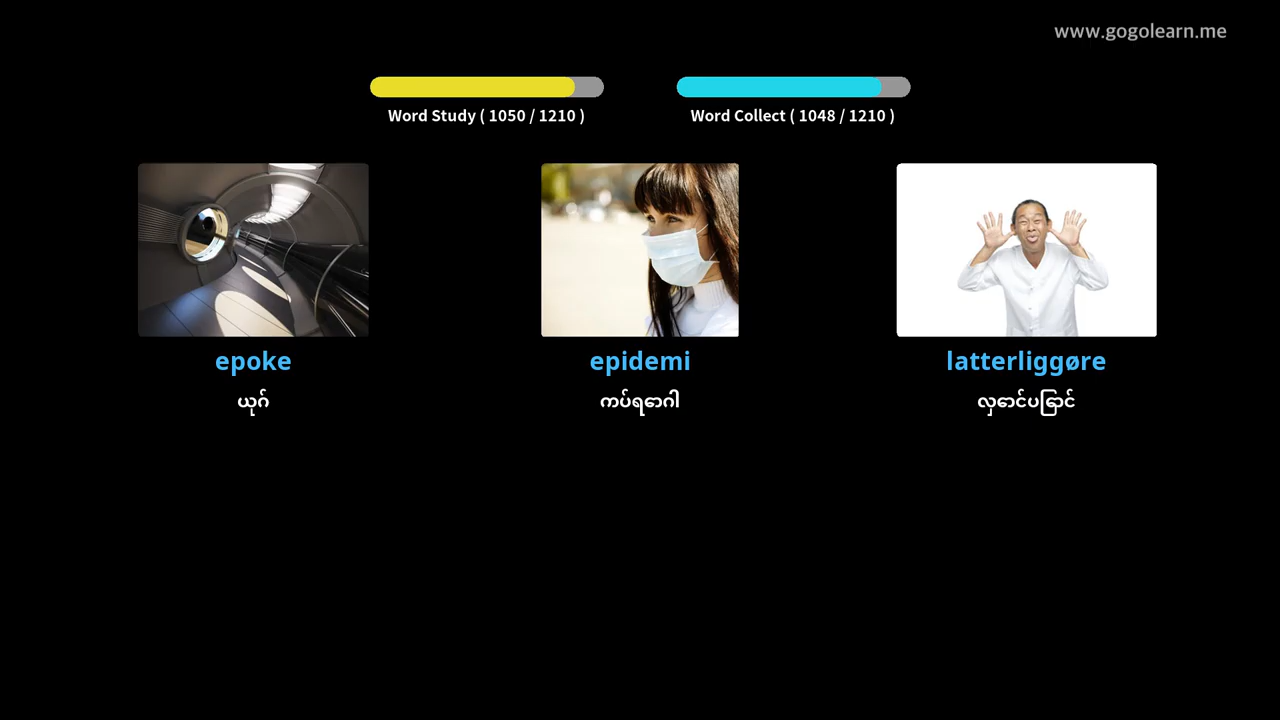 www.gogolearn.me
Word Study ( 1050 / 1210 )
Word Collect ( 1048 / 1210 )
epoke
epidemi
latterliggøre
ယုဂ်
ကပ်ရောဂါ
လှောင်ပြောင်